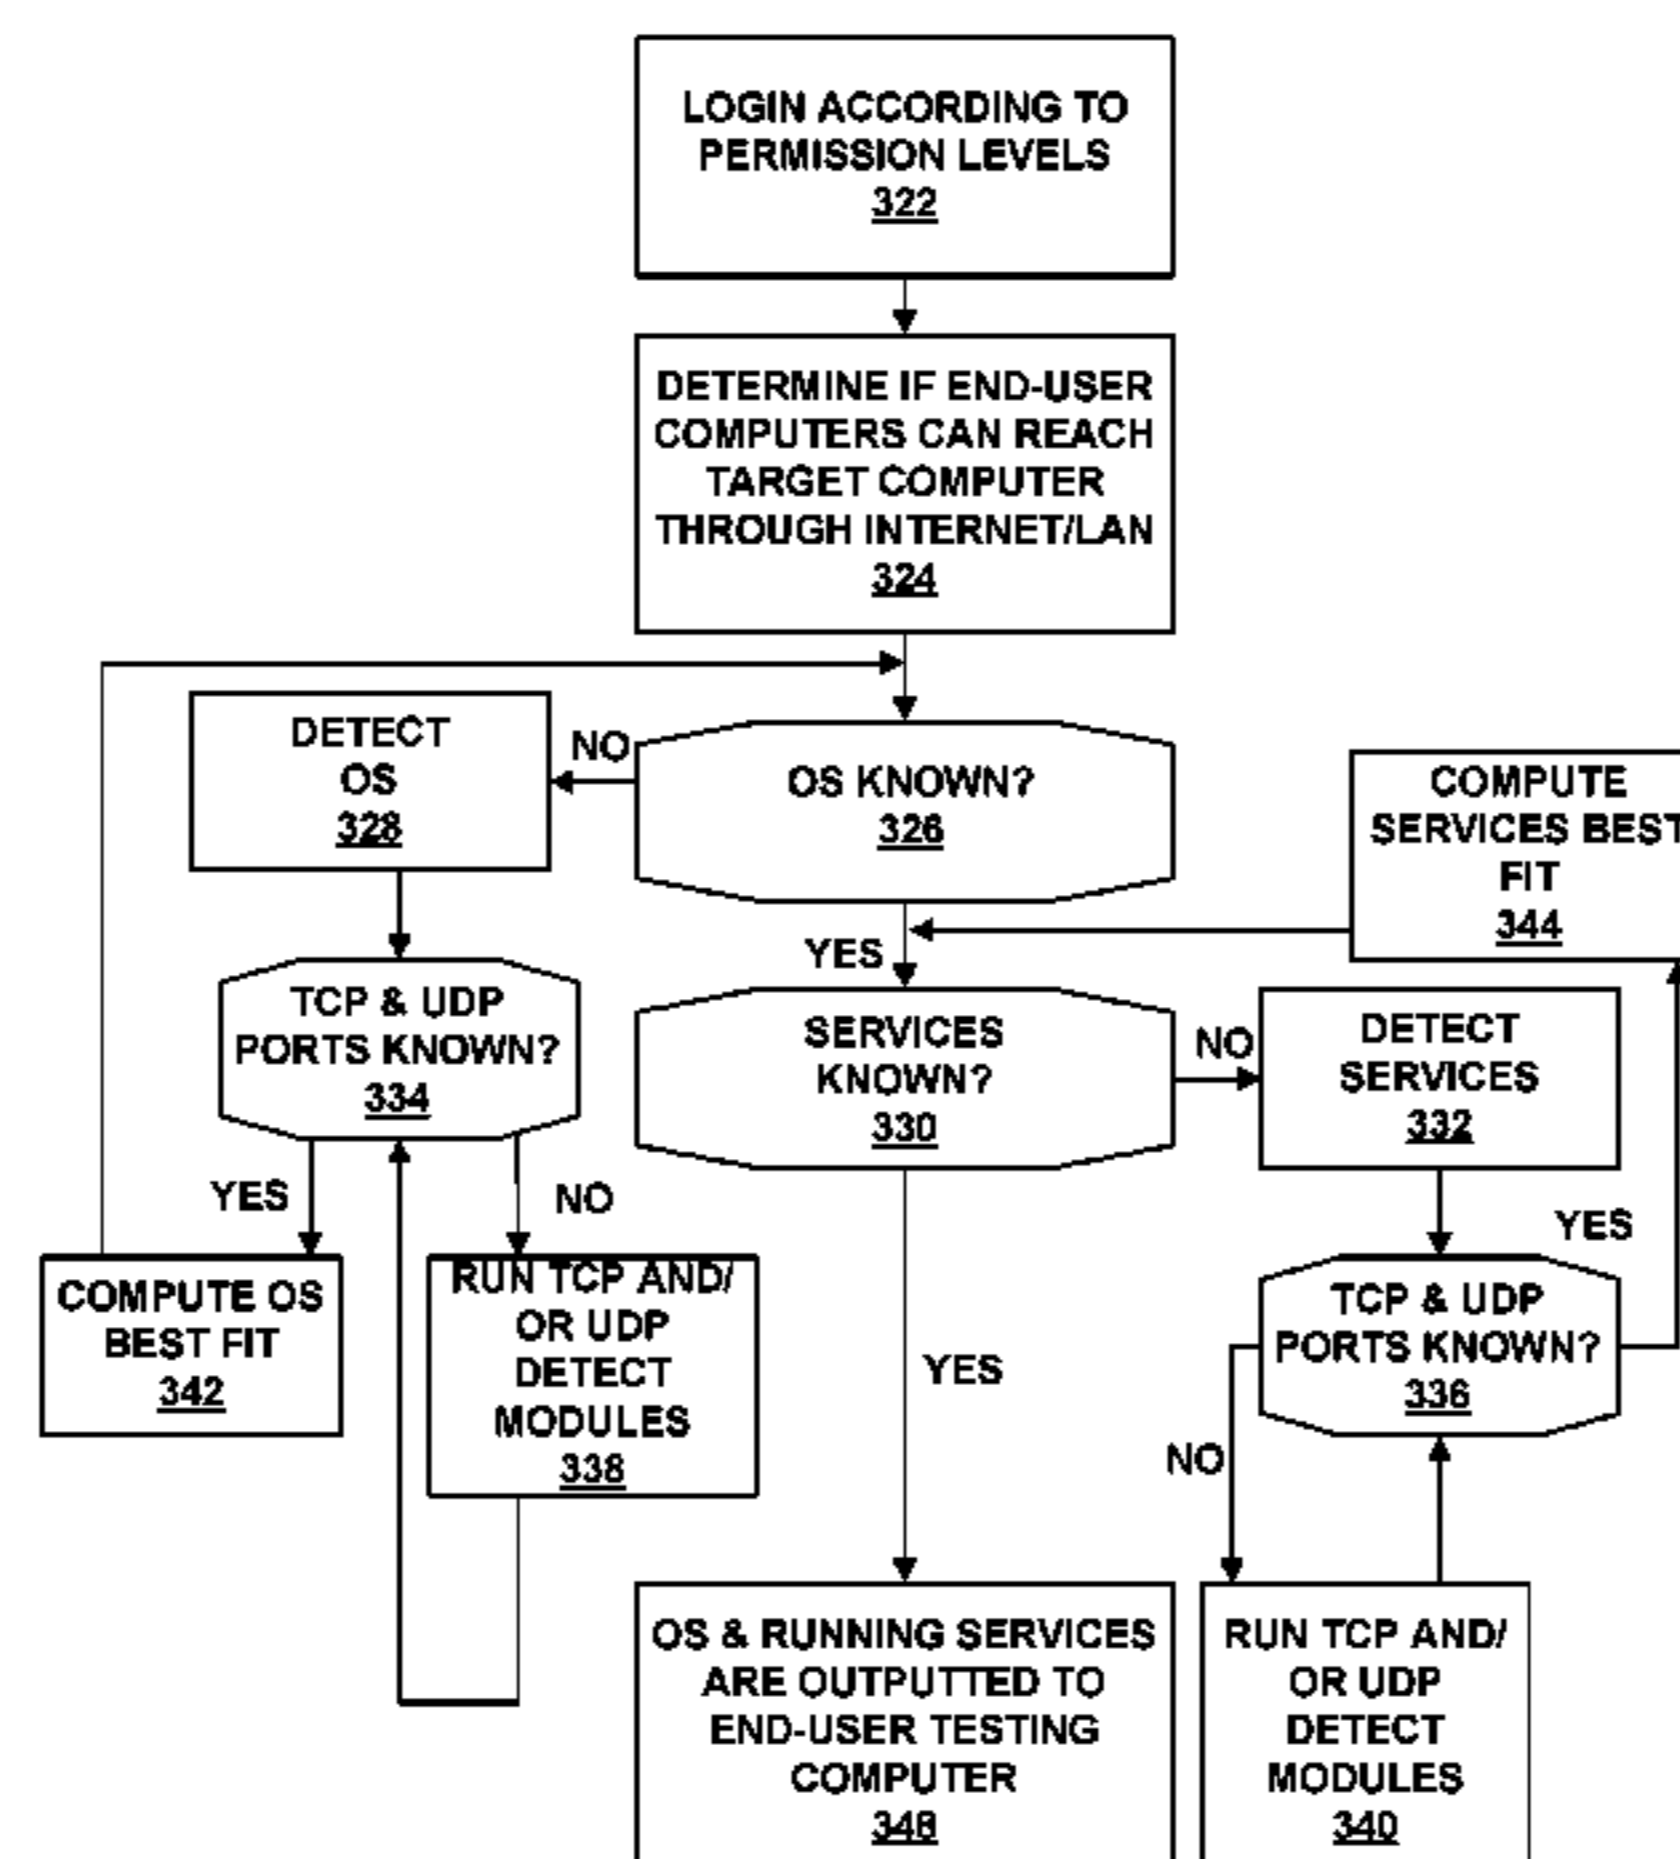 LOGIN ACCORDING TO
PERMISSION LEVELS
322
DETERMINE IF END-USER
COMPUTERS CAN REACH
TARGET COMPUTER
THROUGH INTERNET/LAN
324
DETECT
OS
328
NO
OS KNOWN?
326
COMPUTE
SERVICES BEST
FIT
344
YES
TCP & UDP
PORTS KNOWN?
334
SERVICES
KNOWN?
330
NO
DETECT
SERVICES
332
YES
NO
YES
COMPUTE OS
BEST FIT
342
RUN TCP AND/
OR UDP
DETECT
MODULES
338
YES
TCP & UDP
PORTS KNOWN?
336
NO
OS & RUNNING SERVICES
ARE OUTPUTTED TO
END-USER TESTING
COMPUTER
348
RUN TCP AND/
OR UDP
DETECT
MODULES
340